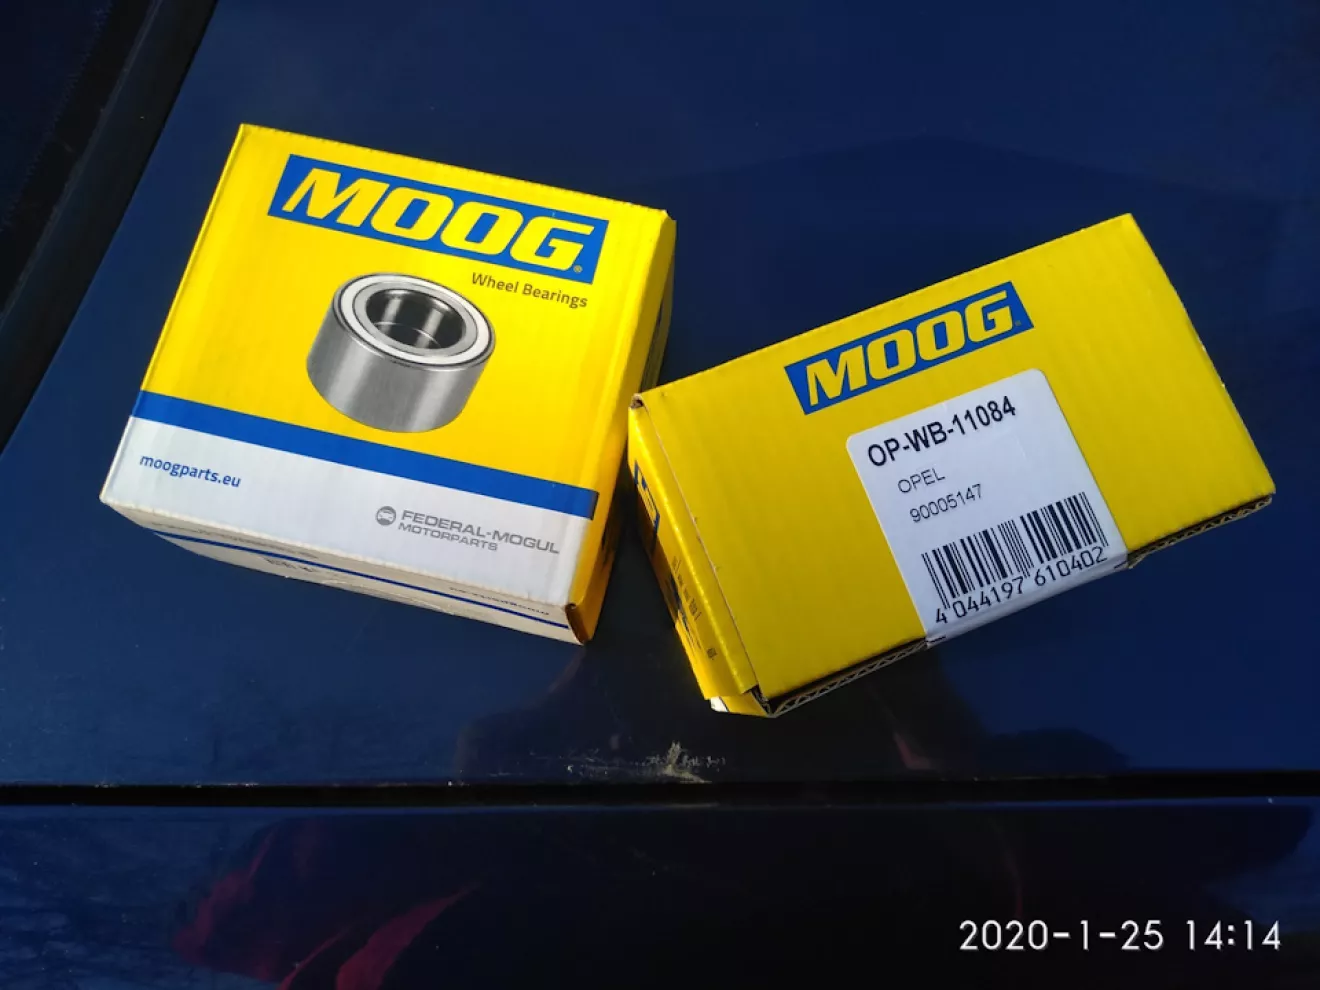 MOOG
Wheel Bearings
moogparts.eu
FEDERAL-MOGUL
MOTORPARTS
MOOG
OP-WB-11084
OPEL
90005147
4 044197 610402
2020-1-25 14:14